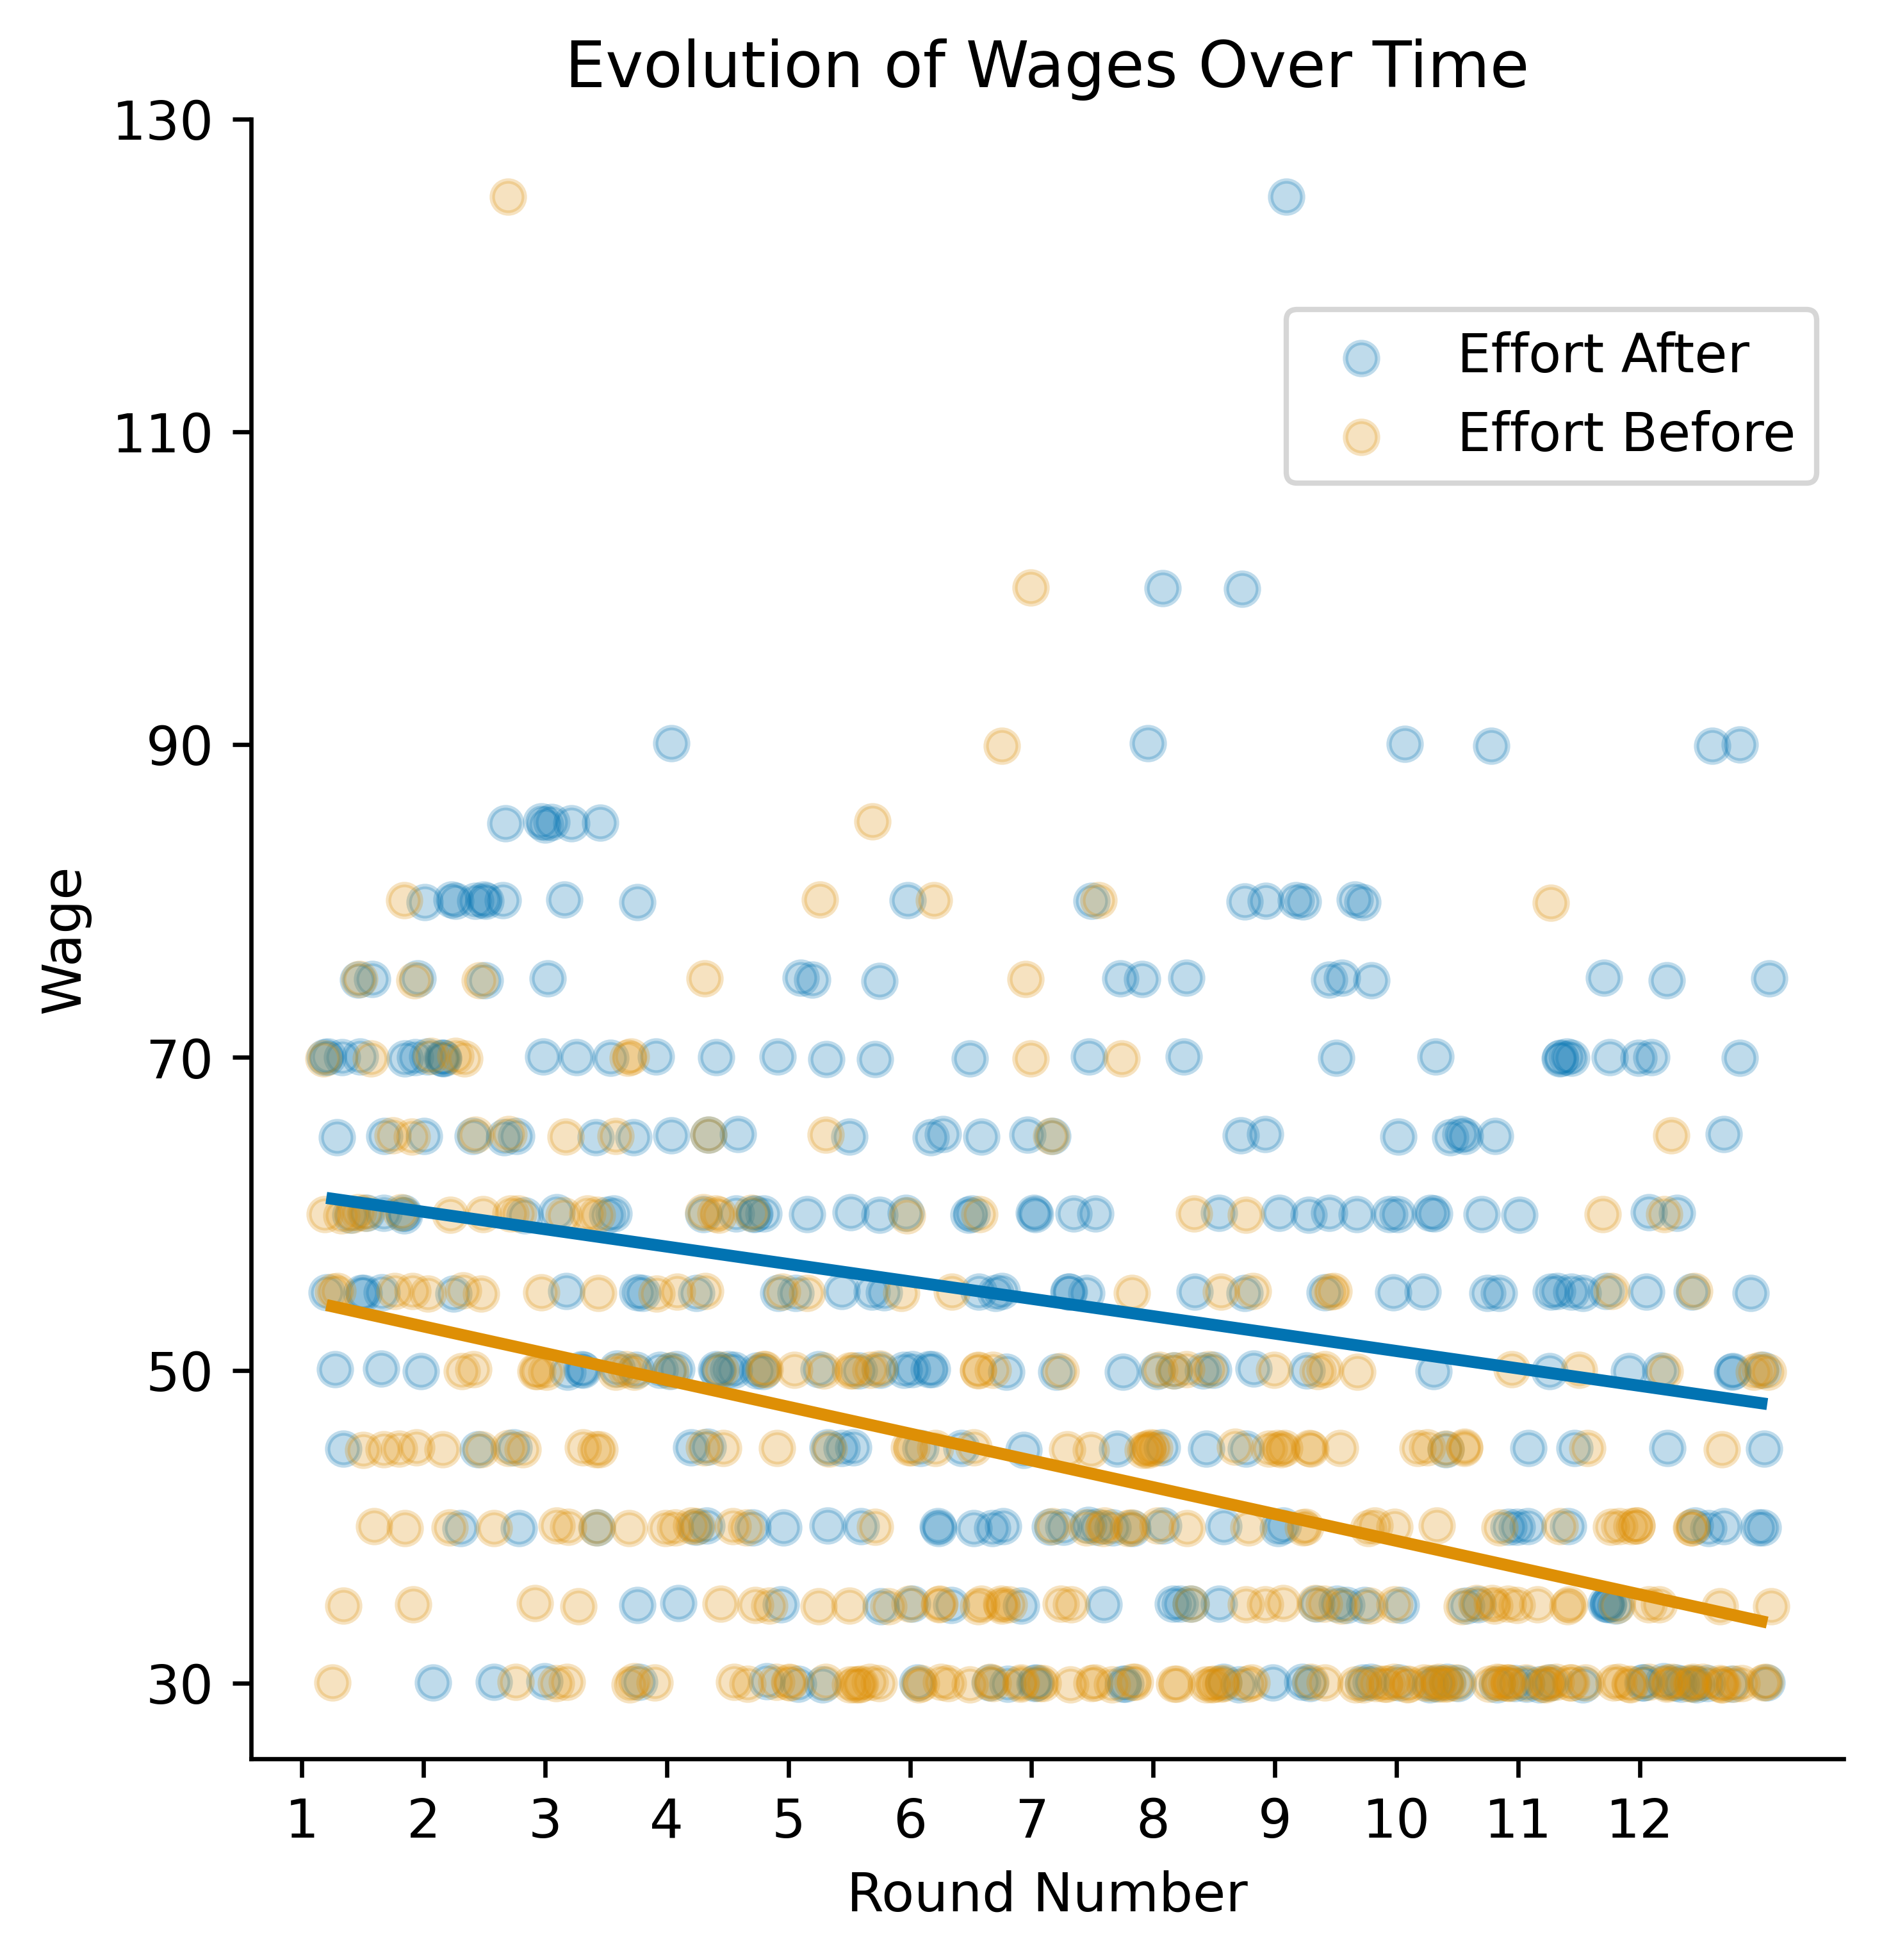 Evolution of Wages Over Time
130
110
90
70
50
30
Wage
Effort After
Effort Before
1 2 3 4 5 6 7 8 9 10 11 12
Round Number